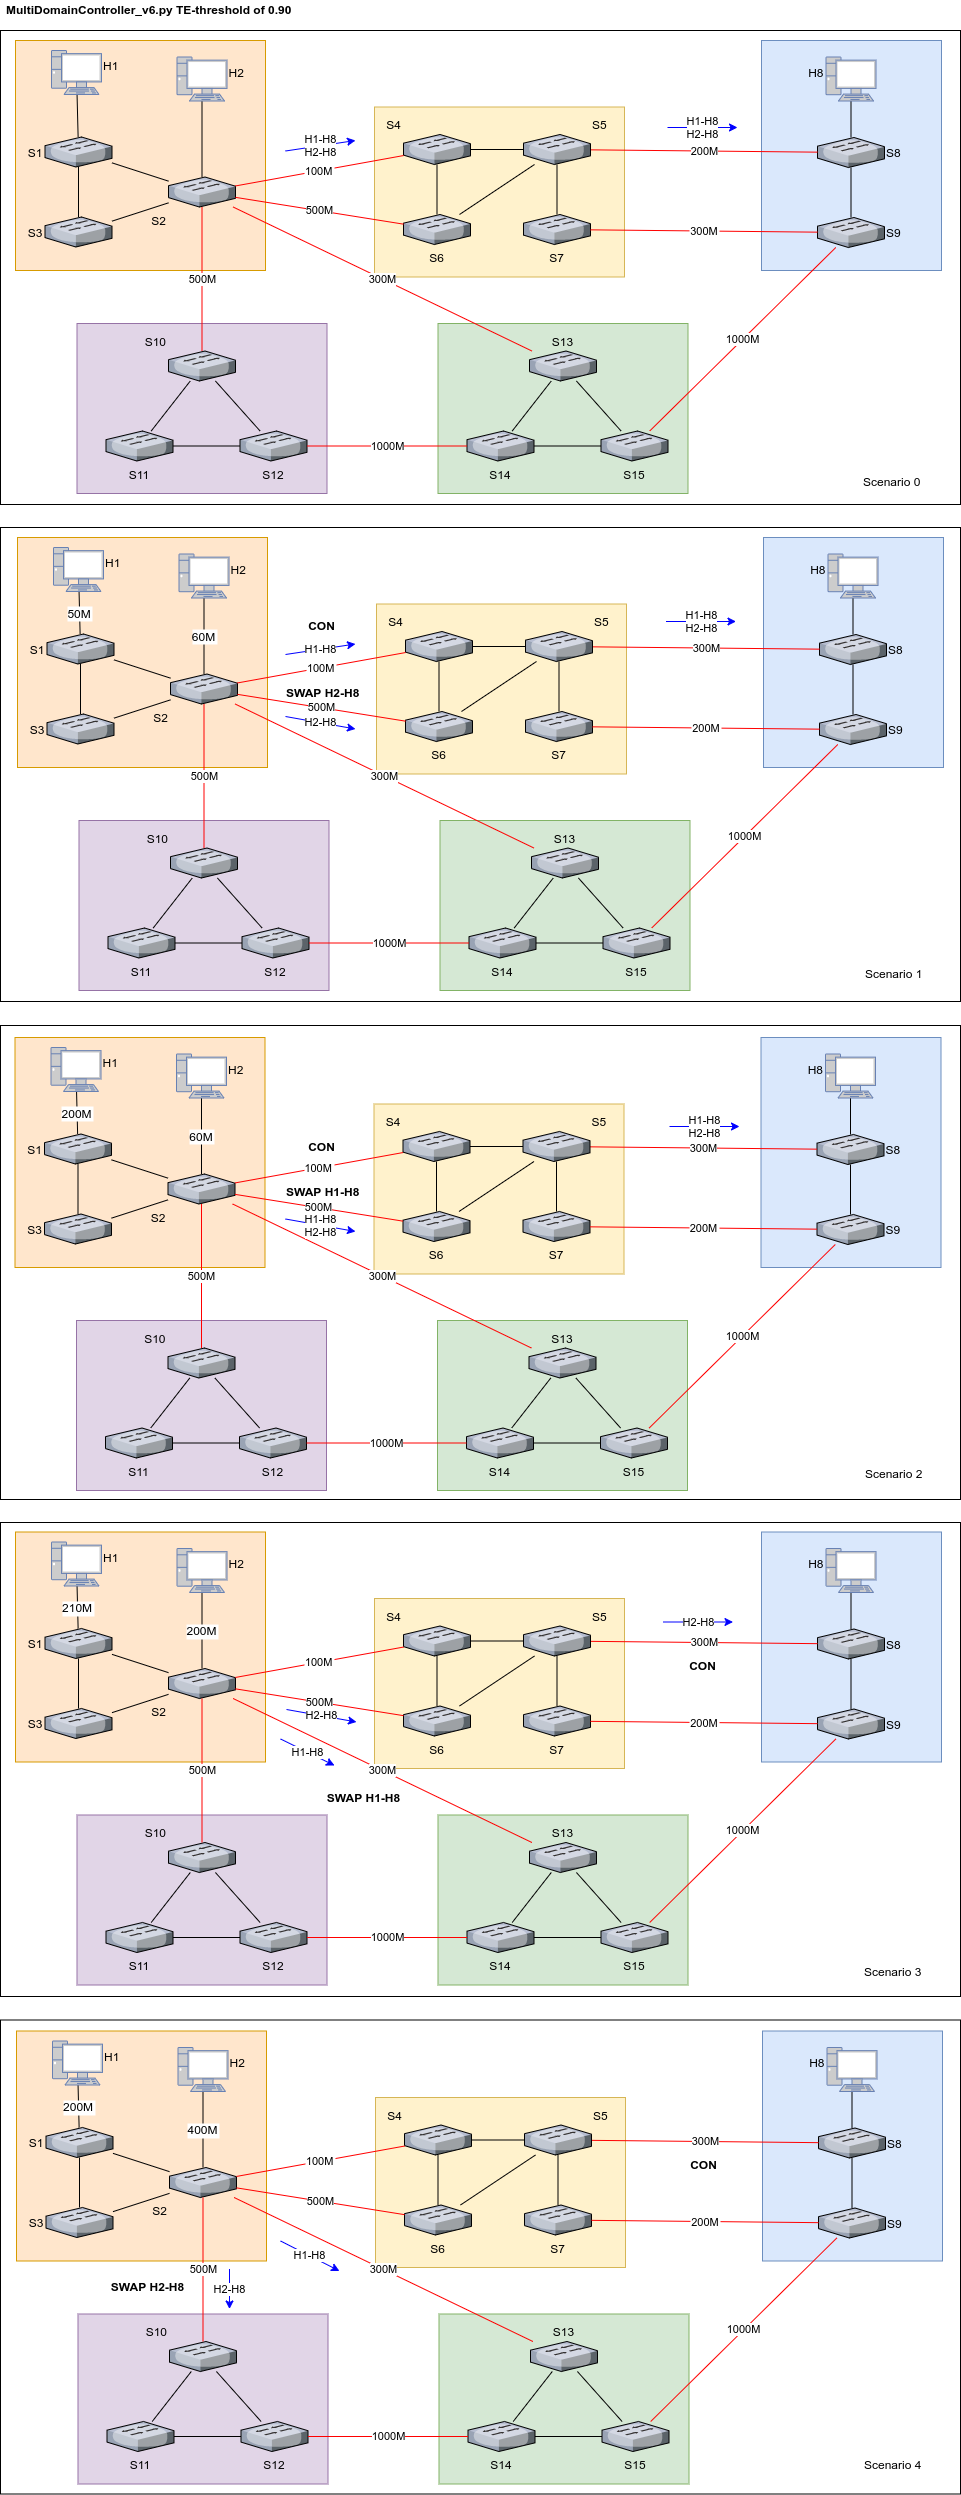 MultiDomainController_v6.py TE-threshold of 0.90
H1
H2
H8
S4
S5
H1-H8
H2-H8
H1-H8
H2-H8
S1
100M
200M
S8
S2
S3
500M
300M
S9
S6
S7
500M
300M
S10
S13
1000M
1000M
S11
S12
S14
S15
Scenario 0
H1
H2
H8
50M
60M
CON
S4
S5
H1-H8
H2-H8
S1
H1-H8
100M
300M
S8
SWAP H2-H8
500M
H2-H8
S2
S3
200M
S9
S6
S7
500M
300M
1000M
S10
S13
1000M
S11
S12
S14
S15
Scenario 1
H1
H2
H8
200M
60M
CON
S4
S5
H1-H8
H2-H8
S1
100M
300M
S8
SWAP H1-H8
500M
H1-H8
H2-H8
S2
S3
200M
S9
S6
S7
500M
300M
1000M
S10
S13
1000M
S11
S12
S14
S15
Scenario 2
H1
H2
H8
210M
200M
S4
S5
H2-H8
S1
100M
300M
S8
CON
500M
H2-H8
S2
S3
200M
S9
H1-H8
S6
S7
500M
300M
SWAP H1-H8
1000M
S10
S13
1000M
S11
S12
S14
S15
Scenario 3
H1
H2
H8
200M
400M
S4
S5
S1
100M
300M
S8
CON
500M
S2
S3
200M
S9
H1-H8
S6
S7
500M
300M
SWAP H2-H8
H2-H8
1000M
S10
S13
1000M
S11
S12
S14
S15
Scenario 4